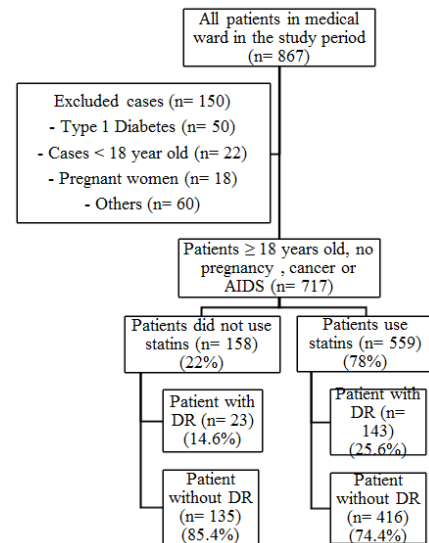 All patients in medical
ward in the study period
(n= 867)
Excluded cases (n= 150)
- Type 1 Diabetes (n= 50)
- Cases < 18 year old (n= 22)
- Pregnant women (n= 18)
- Others (n= 60)
Patients ≥ 18 years old, no
pregnancy , cancer or
AIDS (n= 717)
Patients did not use
statins (n= 158)
(22%)
Patients use
statins (n= 559)
(78%)
Patient with
DR (n= 23)
(14.6%)
Patient with
DR (n=
143)
(25.6%)
Patient
without DR
(n= 135)
(85.4%)
Patient
without DR
(n= 416)
(74.4%)